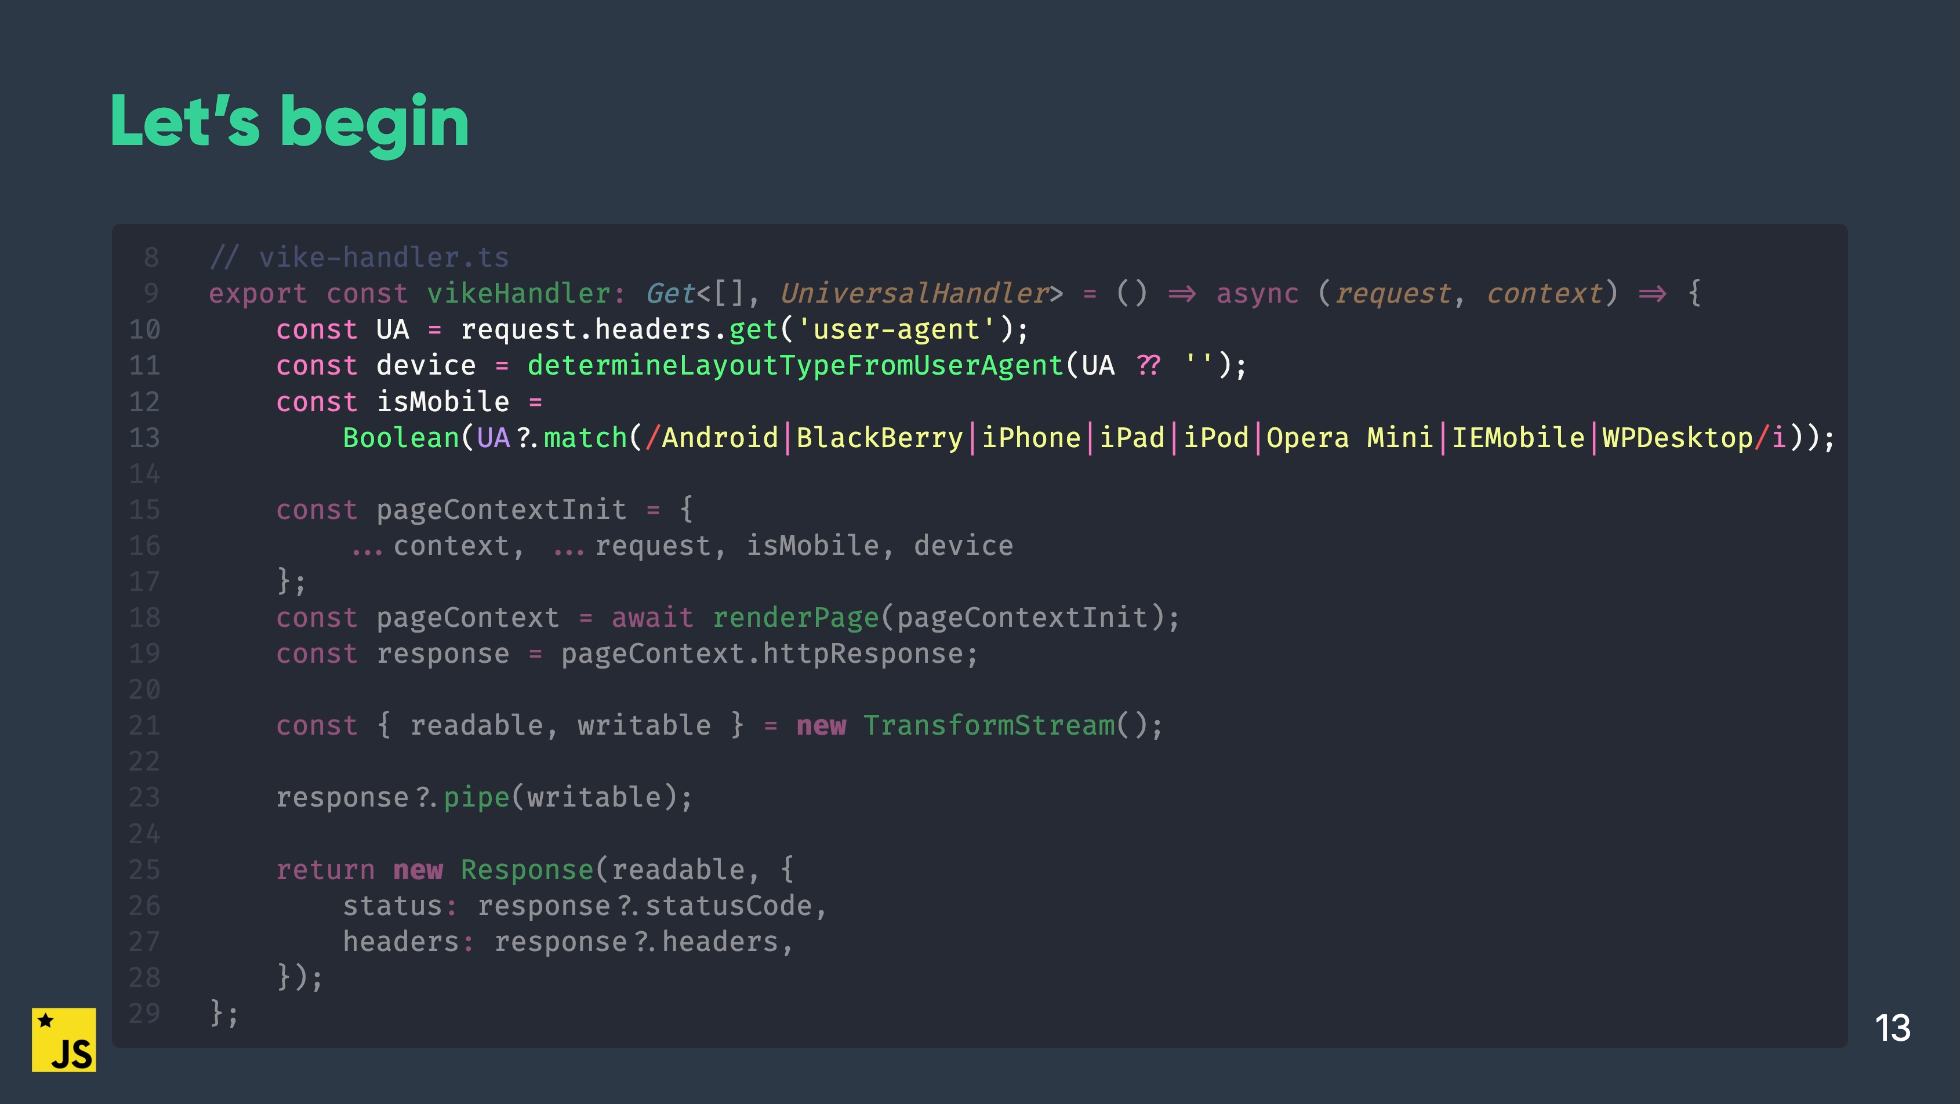 Let’s begin
8 // vike-handler.ts
9 export const vikeHandler: Get<[], UniversalHandler> = () => async (request, context) => {
10 const UA = request.headers.get('user-agent');
11 const device = determineLayoutTypeFromUserAgent(UA ?? '');
12 const isMobile =
13 Boolean(UA?.match(/Android|BlackBerry|iPhone|iPad|iPod|Opera Mini|IEMobile|WPDesktop/i));
14
15 const pageContextInit = {
16 ...context, ...request, isMobile, device
17 };
18 const pageContext = await renderPage(pageContextInit);
19 const response = pageContext.httpResponse;
20
21 const { readable, writable } = new TransformStream();
22
23 response?.pipe(writable);
24
25 return new Response(readable, {
26 status: response?.statusCode,
27 headers: response?.headers,
28 });
29 };
JS
13